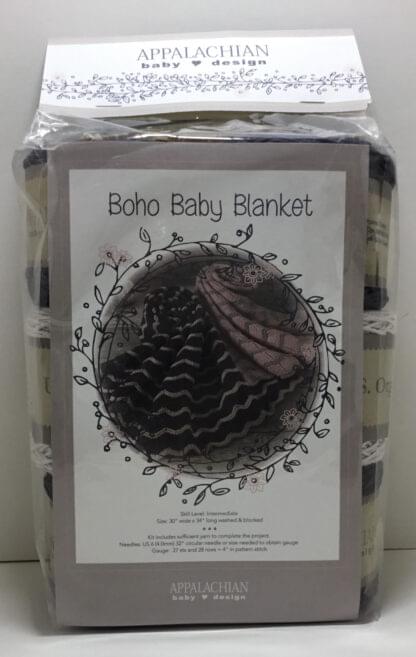 APPALACHIAN
baby ♥ design
Boho Baby Blanket
Skill Level: Intermediate
Size: 30" wide x 34" long washed & blocked
Kit includes sufficient yarn to complete the project.
Needles: US 6 (4.0mm) 32" circular needle or size needed to obtain gauge
Gauge: 27 sts and 28 rows = 4" in pattern stitch
APPALACHIAN
baby ♥ design